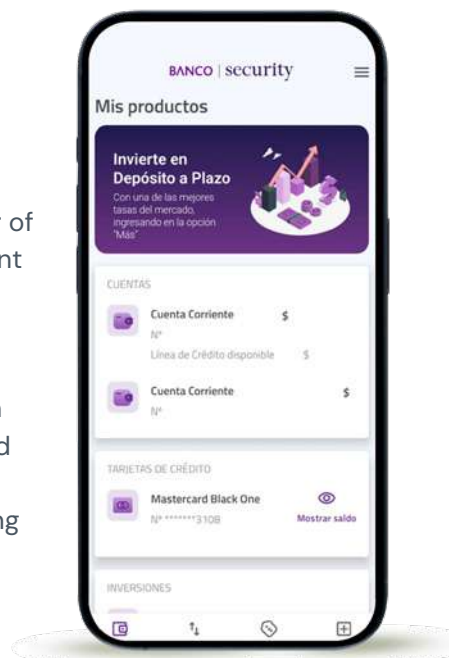 BANCO | security
Mis productos
Invierte en
Depósito a Plazo
Con una de las mejores
tasas del mercado,
ingresando en la opción
"Más"
of
nt
d
ng
CUENTAS
Cuenta Corriente $
N°
Línea de Crédito disponible $
Cuenta Corriente $
N°
TARJETAS DE CRÉDITO
Mastercard Black One
N° *******3108
Mostrar saldo
INVERSIONES